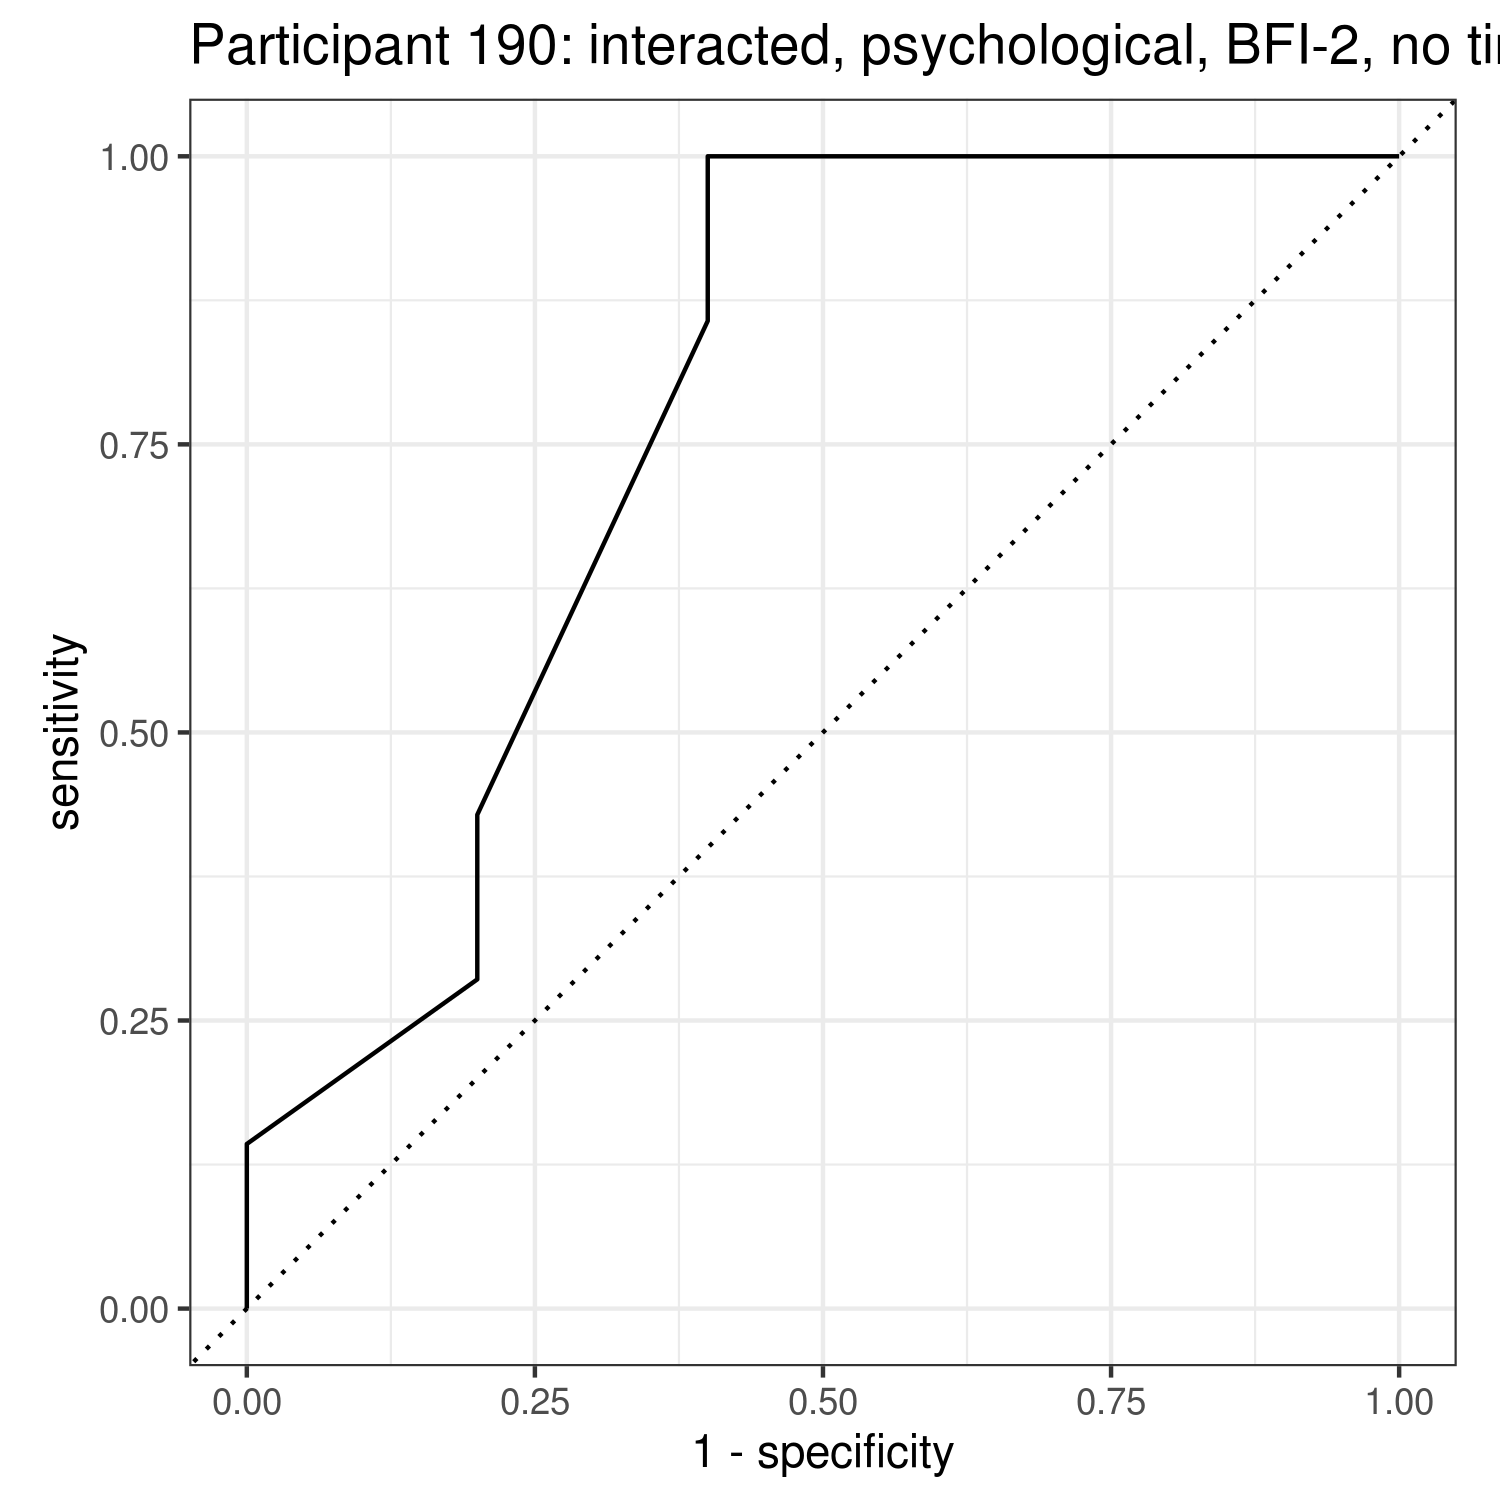 Participant 190: interacted, psychological, BFI-2, no
1.00
0.75
0.50
0.25
0.00
sensitivity
0.00 0.25 0.50 0.75 1.00
1 - specificity